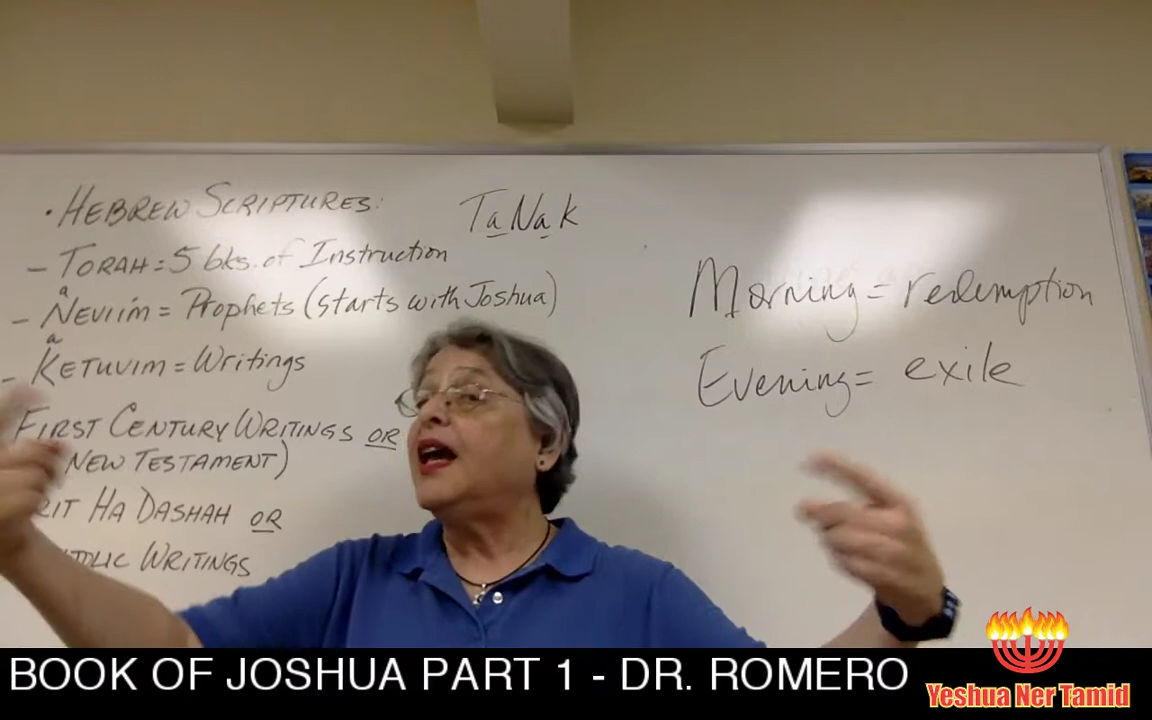 · HEBREW SCRIPTURES:
TaNak
- TORAH = 5 bks. of Instruction
a
- NEVIIM = Prophets (starts with Joshua)
a
- KETUVIM = Writings
FIRST CENTURY WRITINGS OR
NEW TESTAMENT)
RIT HA DASHAH OR
WRITINGS
Morning = redemption
Evening = exile
BOOK OF JOSHUA PART 1 - DR. ROMERO
Yeshua Ner Tamid